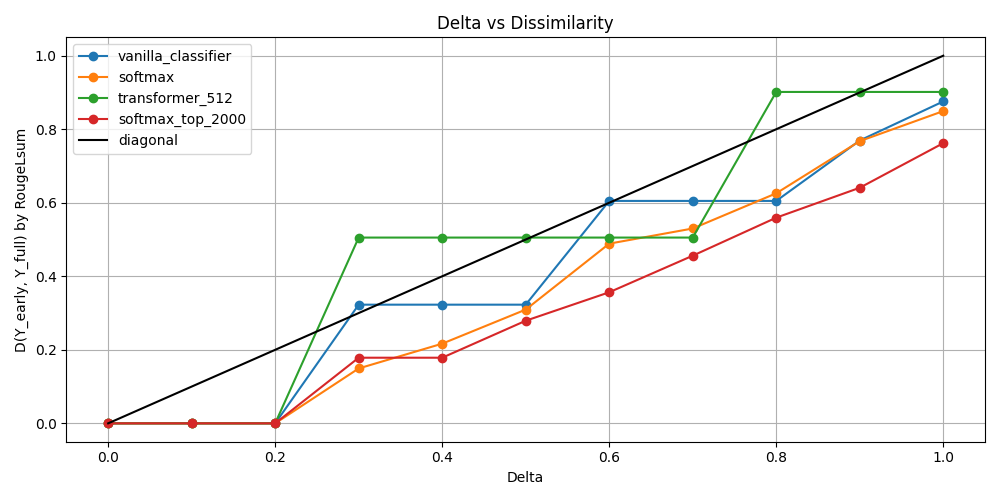 Delta vs Dissimilarity
vanilla_classifier
softmax
transformer_512
softmax_top_2000
diagonal
D(Y_early, Y_full) by RougeLsum
1.0
0.8
0.6
0.4
0.2
0.0
0.0 0.2 0.4 0.6 0.8 1.0
Delta